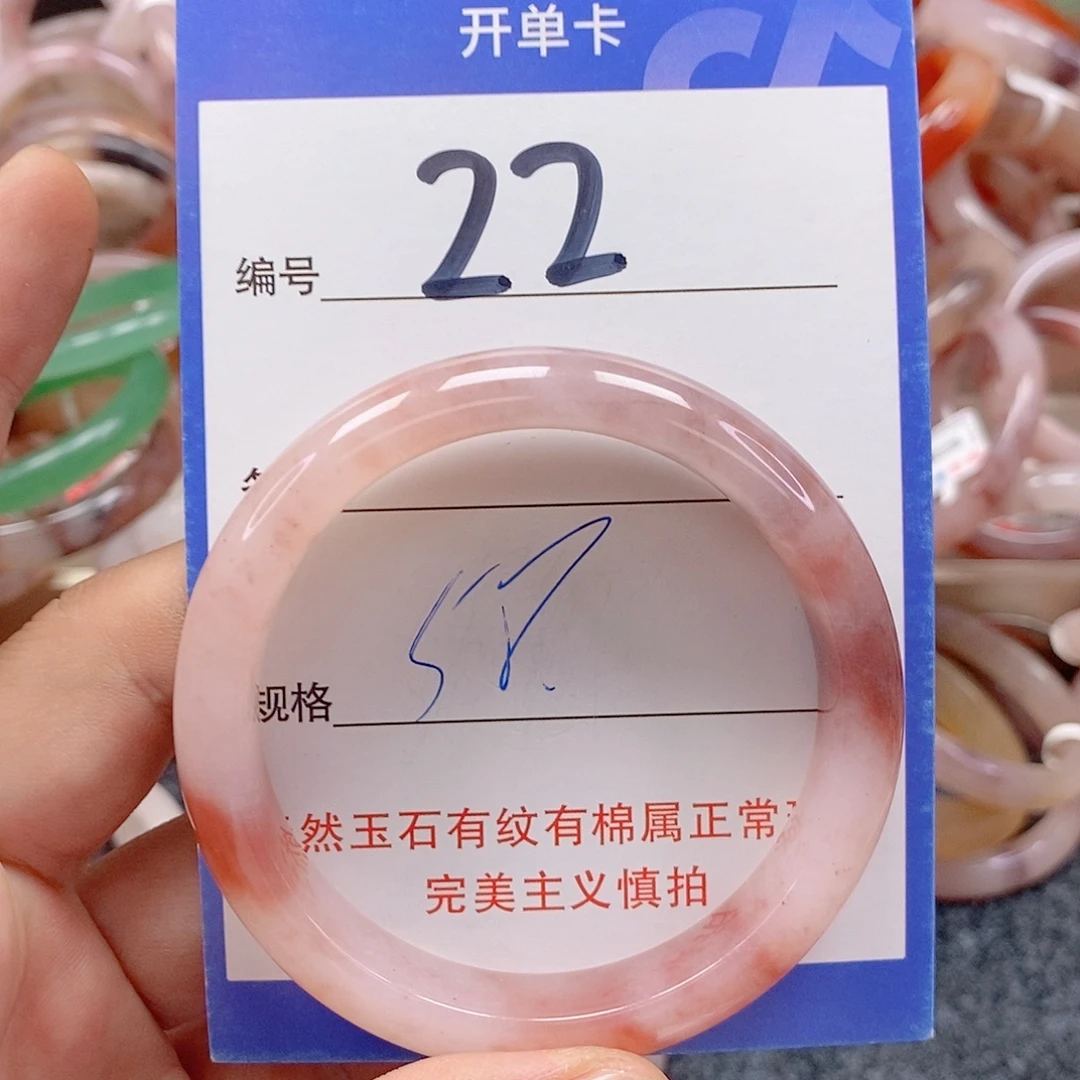 开单卡
编号 22
规格
然玉石有纹有棉属正常
完美主义慎拍